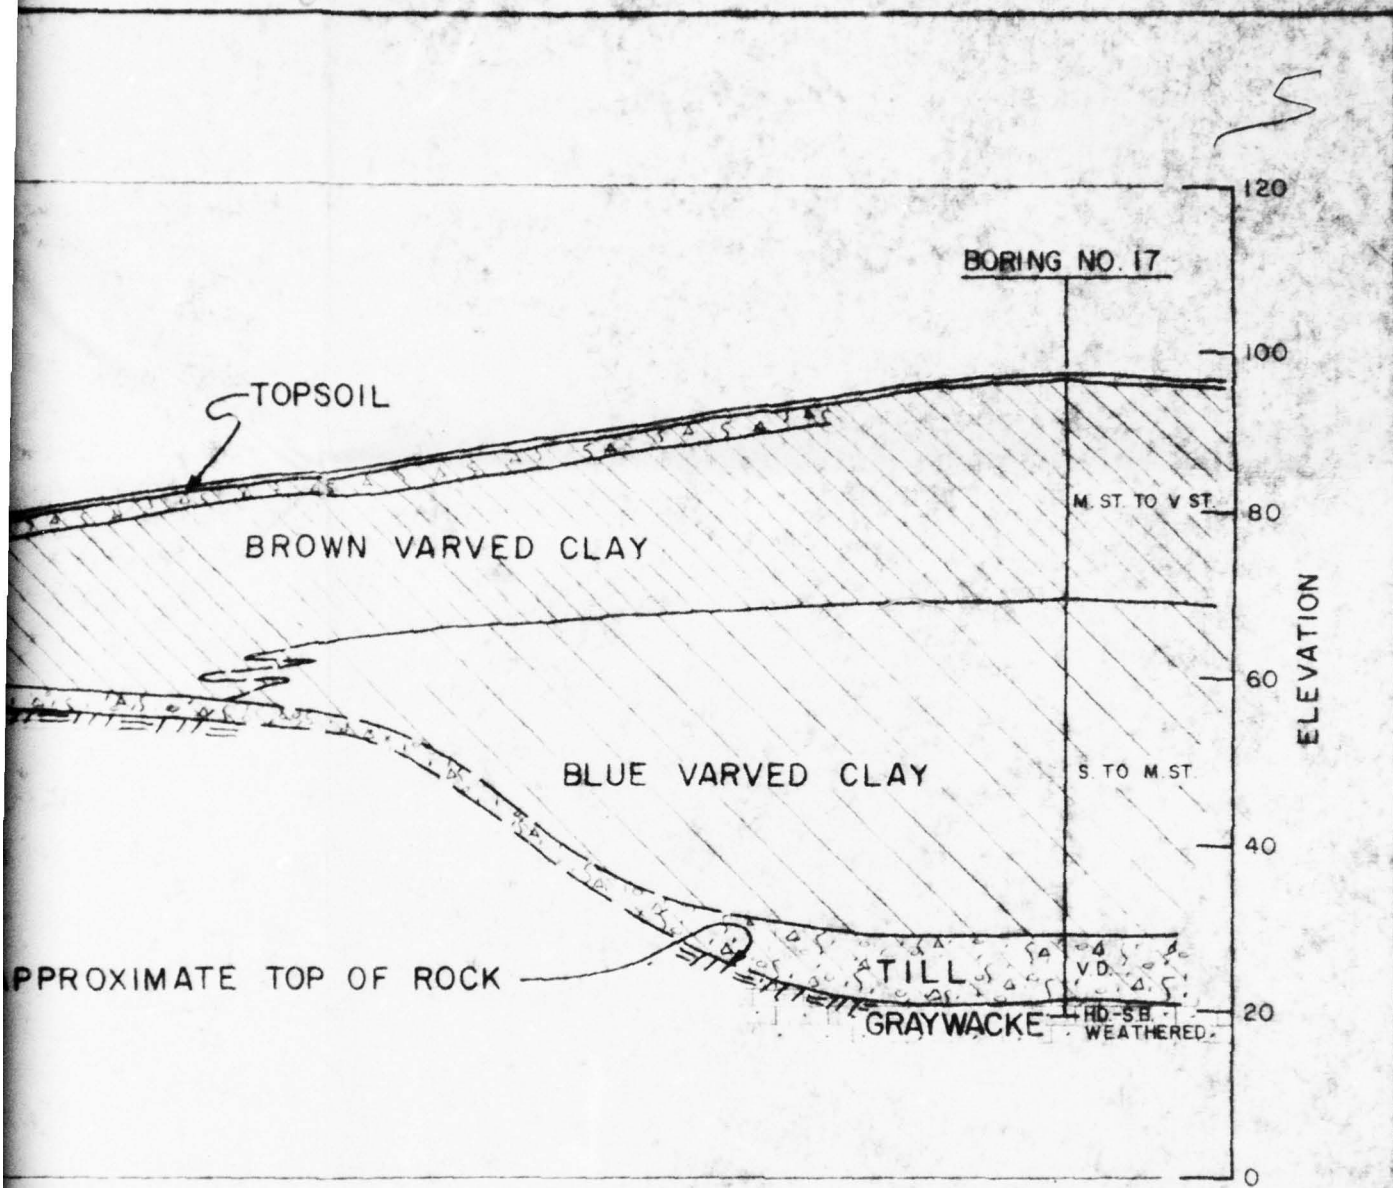 120
BORING NO. 17
100
TOPSOIL
M. ST. TO V ST.
80
BROWN VARVED CLAY
ELEVATION
60
BLUE VARVED CLAY
S. TO M. ST.
40
APPROXIMATE TOP OF ROCK
TILL
V.D.
20
GRAYWACKE
HD.-S.B.
WEATHERED
0